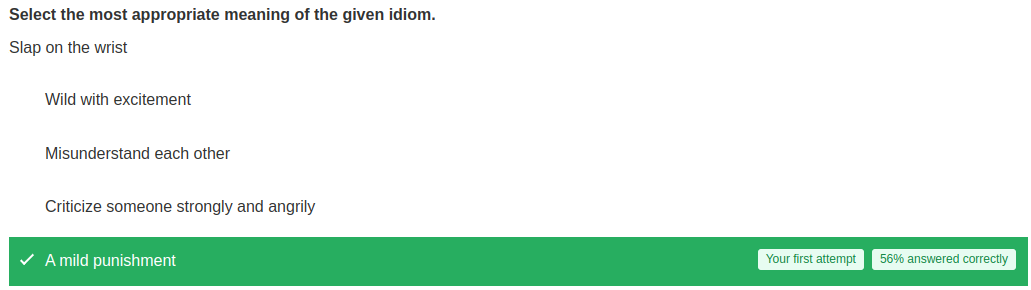 Select the most appropriate meaning of the given idiom.
Slap on the wrist
Wild with excitement
Misunderstand each other
Criticize someone strongly and angrily
A mild punishment Your first attempt 56% answered correctly